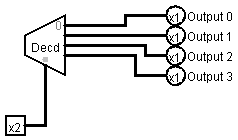 0 x1 Output 0
Decd x1 Output 1
x1 Output 2
x1 Output 3
x2